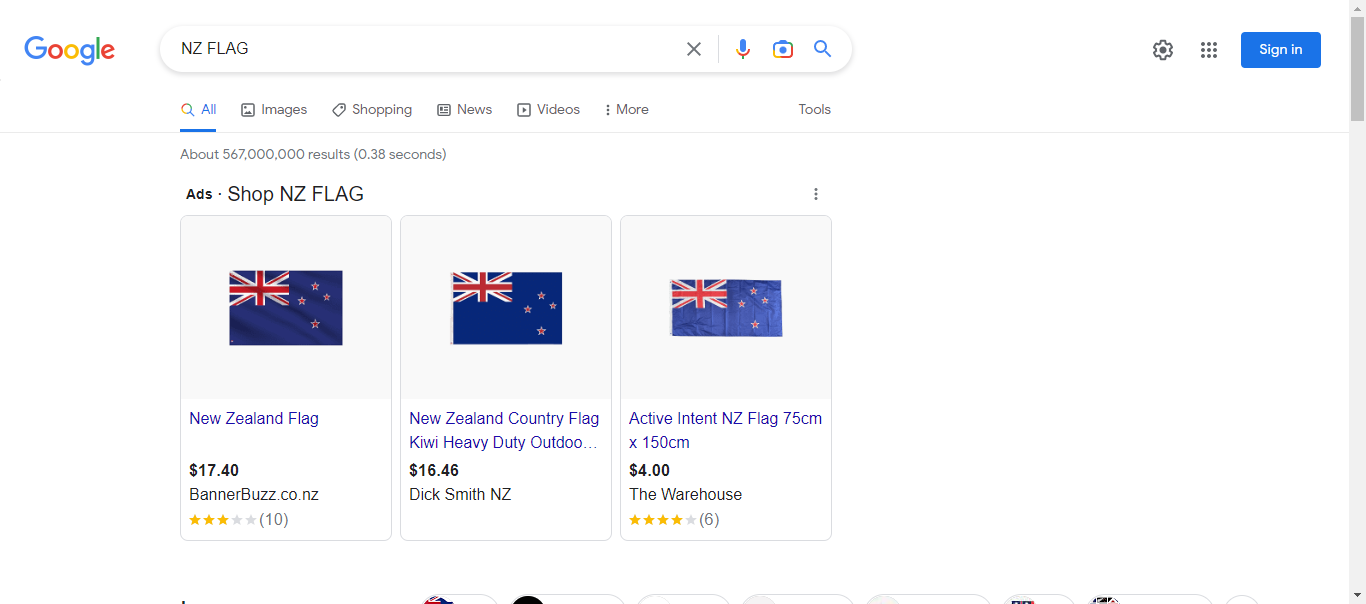 Google
NZ FLAG
Sign in
All Images Shopping News Videos More Tools
About 567,000,000 results (0.38 seconds)
Ads · Shop NZ FLAG
New Zealand Flag
$17.40
BannerBuzz.co.nz
(10)
New Zealand Country Flag
Kiwi Heavy Duty Outdoo...
$16.46
Dick Smith NZ
Active Intent NZ Flag 75cm
x 150cm
$4.00
The Warehouse
(6)